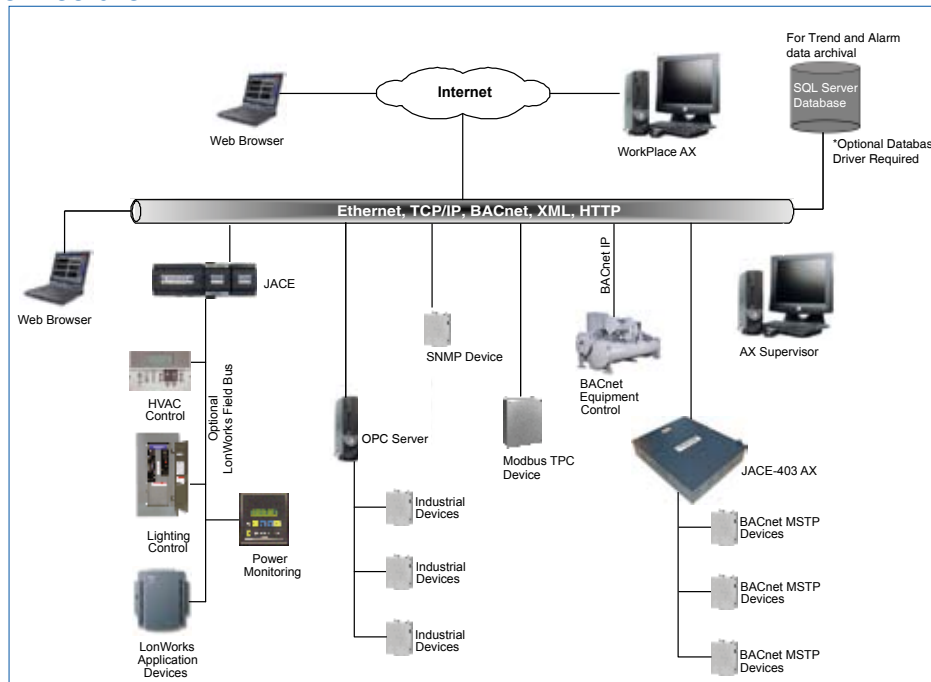 For Trend and Alarm
data archival
Internet
SQL Server
Database
Web Browser
WorkPlace AX
*Optional Databas
Driver Required
Ethernet, TCP/IP, BACnet, XML, HTTP
JACE
BACnet IP
Web Browser
SNMP Device
AX Supervisor
HVAC
Control
Optional
LonWorks Field Bus
BACnet
Equipment
Control
OPC Server
Modbus TPC
Device
JACE-403 AX
Lighting
Control
Power
Monitoring
Industrial
Devices
BACnet MSTP
Devices
Industrial
Devices
BACnet MSTP
Devices
LonWorks
Application
Devices
Industrial
Devices
BACnet MSTP
Devices